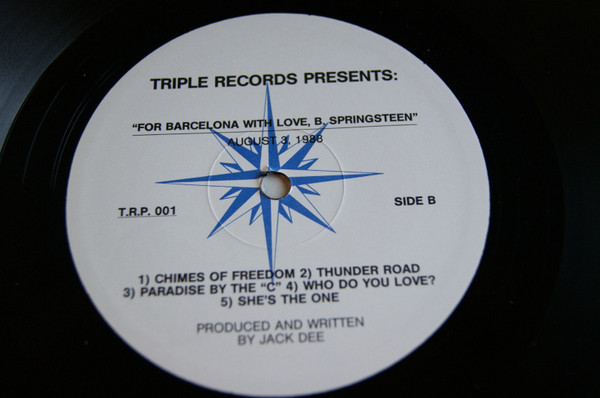 TRIPLE RECORDS PRESENTS:
"FOR BARCELONA WITH LOVE, B. SPRINGSTEEN"
AUGUST 3, 1988
T.R.P. 001
SIDE B
1) CHIMES OF FREEDOM 2) THUNDER ROAD
3) PARADISE BY THE "C" 4) WHO DO YOU LOVE?
5) SHE'S THE ONE
PRODUCED AND WRITTEN
BY JACK DEE